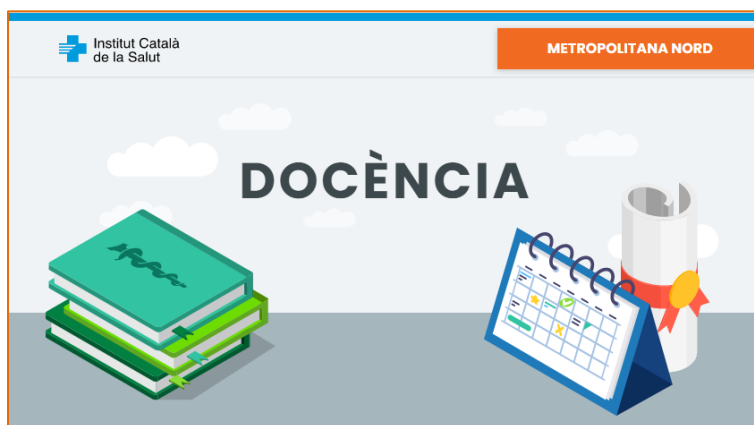 Institut Català
de la Salut
METROPOLITANA NORD
DOCÈNCIA